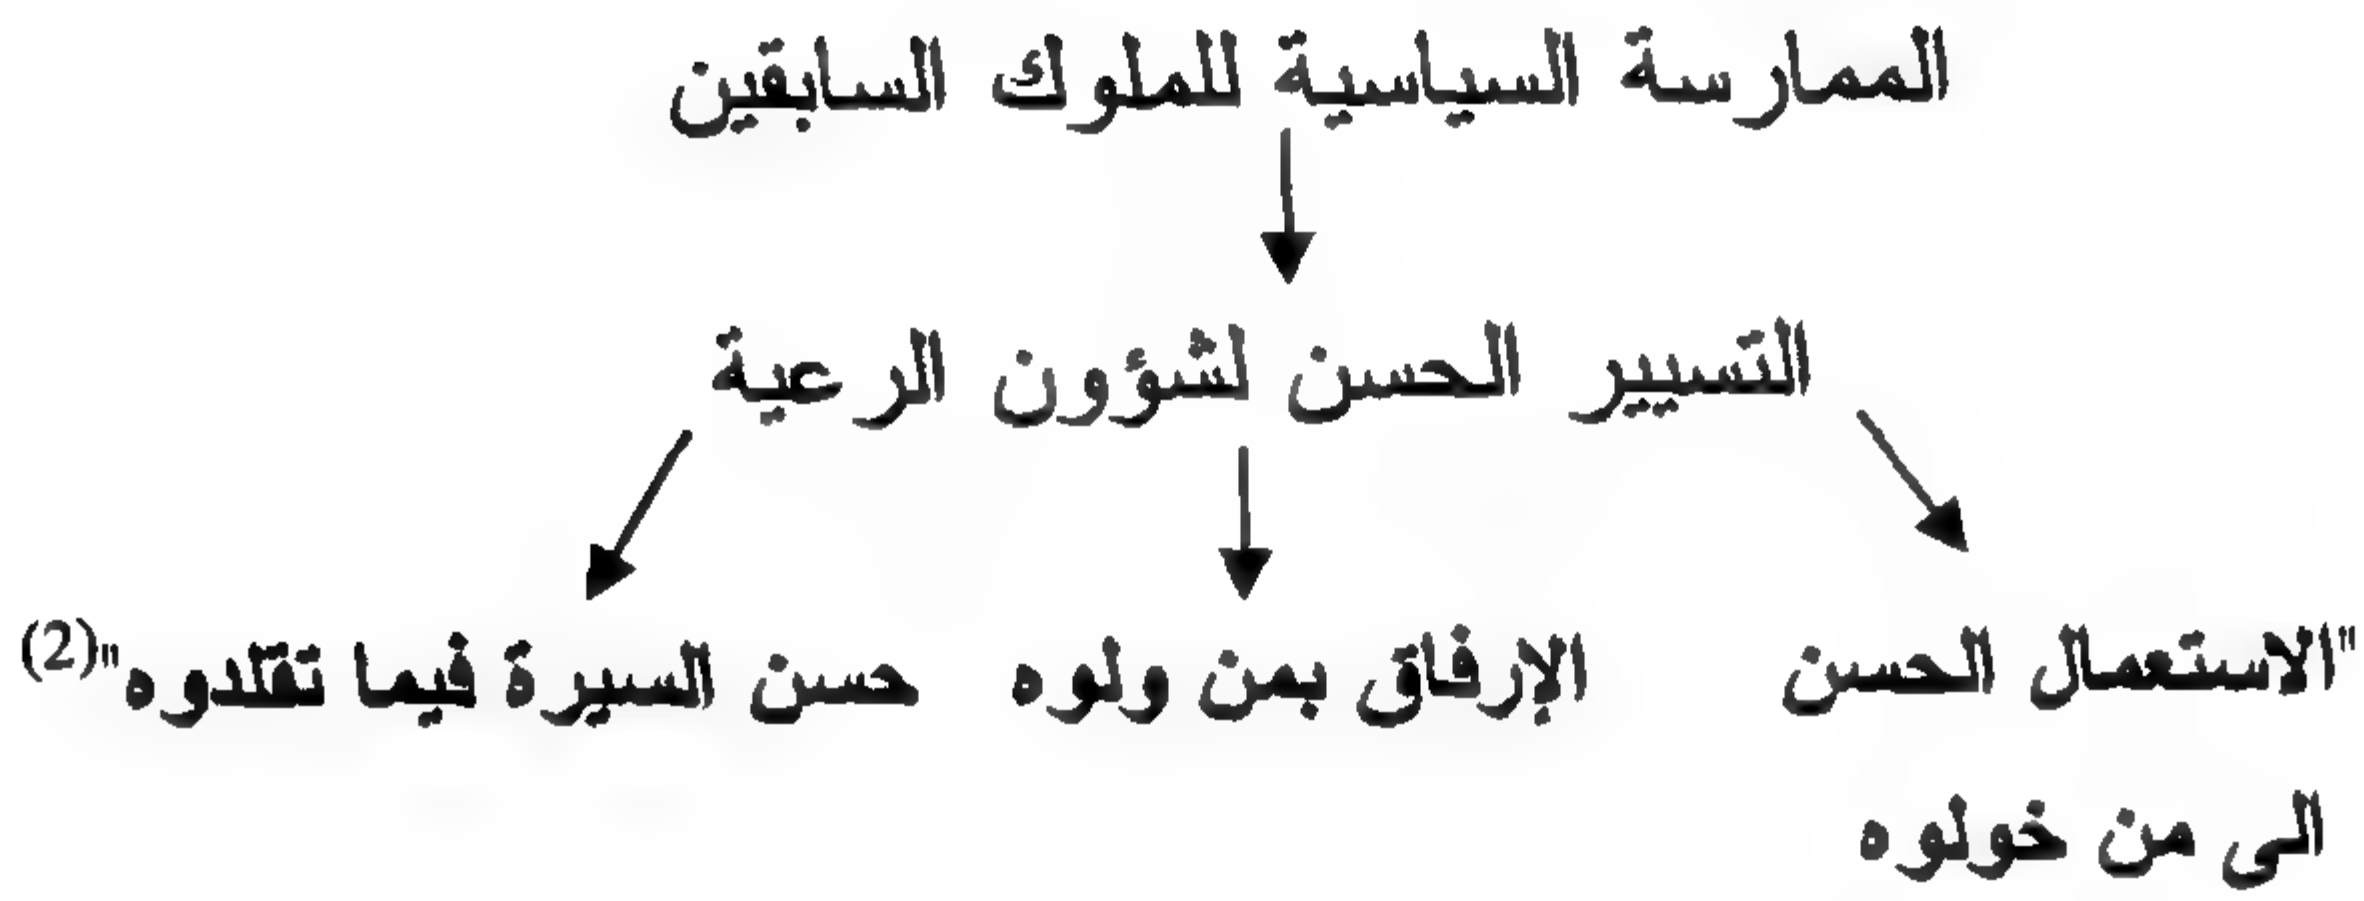 الممارسة السياسية للملوك السابقين
التسيير الحسن لشؤون الرعية
"الاستعمال الحسن
الى من خولوه
الإرفاق بمن ولوه
حسن السيرة فيما تقلدوه"(2)